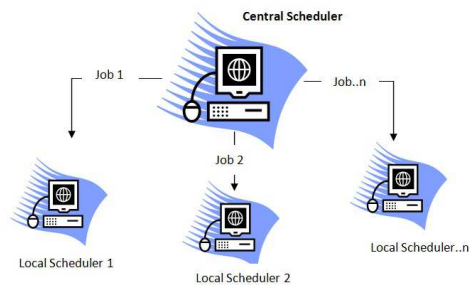 Central Scheduler
Job 1
Job..n
Job 2
Local Scheduler 1
Local Scheduler 2
Local Scheduler..n